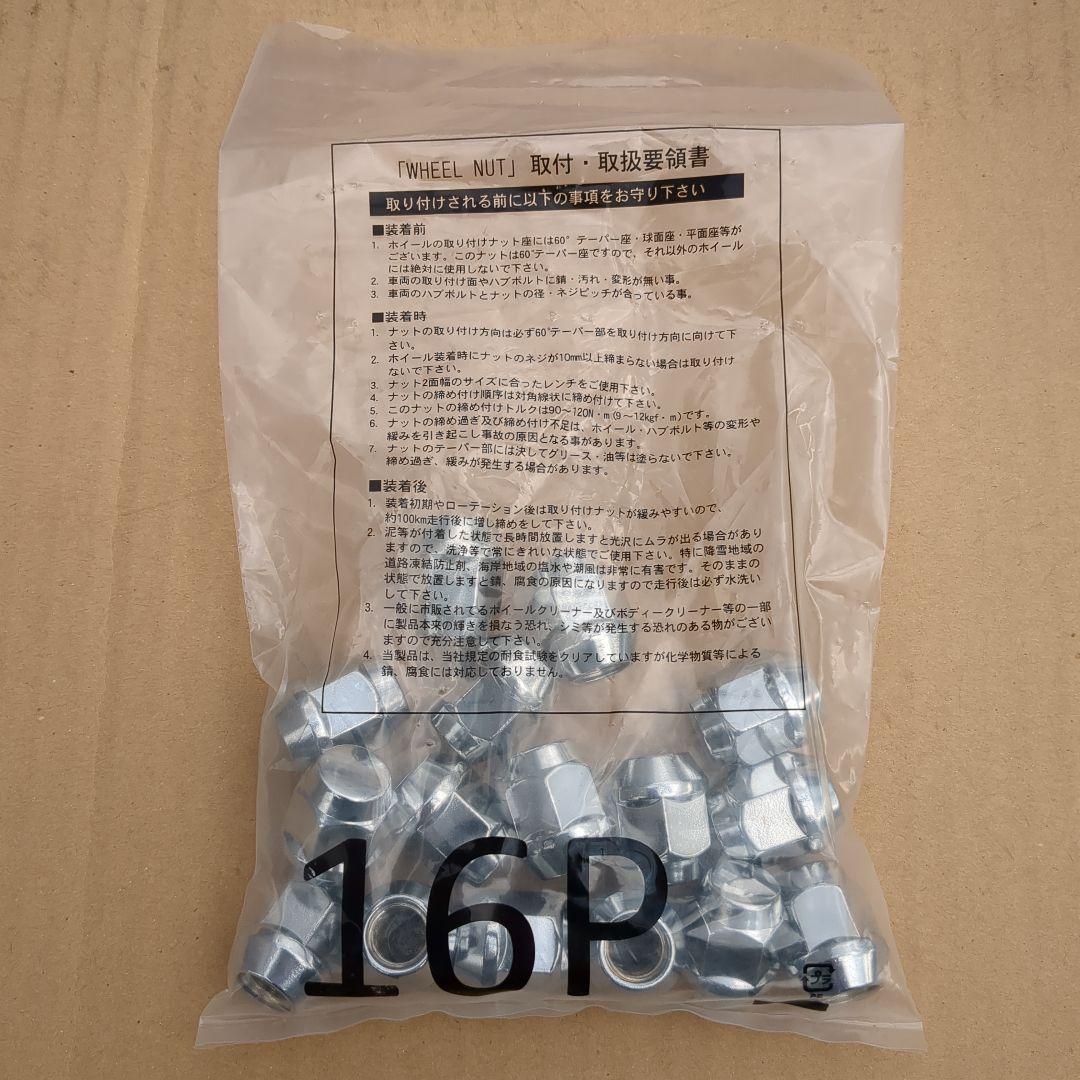 「WHEEL NUT」取付・取扱要領書
取り付けされる前に以下の事項をお守り下さい
■装着前
1. ホイールの取り付けナット座には60°テーパー座・球面座・平面座等が
ございます。このナットは60°テーパー座ですので、それ以外のホイール
には絶対に使用しないで下さい。
2. 車両の取り付け面やハブボルトに錆・汚れ・変形が無い事。
3. 車両のハブボルトとナットの径・ネジピッチが合っている事。
■装着時
1. ナットの取り付け方向は必ず60°テーパー部を取り付け方向に向けて下
さい。
2. ホイール装着時にナットのネジが10mm以上締まらない場合は取り付け
ないで下さい。
3. ナット2面幅のサイズに合ったレンチをご使用下さい。
4. ナットの締め付け順序は対角線状に締め付けて下さい。
5. このナットの締め付けトルクは90～120N・m(9～12kgf・m)です。
6. ナットの締め過ぎ及び締め付け不足は、ホイール・ハブボルト等の変形や
緩みを引き起こし事故の原因となる事があります。
7. ナットのテーパー部には決してグリース・油等は塗らないで下さい。
締め過ぎ、緩みが発生する場合があります。
■装着後
1. 装着初期やローテーション後は取り付けナットが緩みやすいので、
約100km走行後に増し締めをして下さい。
2. 泥等が付着した状態で長時間放置しますと光沢にムラが出る場合があり
ますので、洗浄等で常にきれいな状態でご使用下さい。特に降雪地域の
道路凍結防止剤、海岸地域の塩水や潮風は非常に有害です。そのままの
状態で放置しますと錆、腐食の原因になりますので走行後は必ず水洗い
して下さい。
3. 一般に市販されてるホイールクリーナー及びボディークリーナー等の一部
に製品本来の輝きを損なう恐れ、シミ等が発生する恐れのある物がござい
ますので充分注意して下さい。
4. 当製品は、当社規定の耐食試験をクリアしていますが化学物質等による
錆、腐食には対応しておりません。
16P
プラ